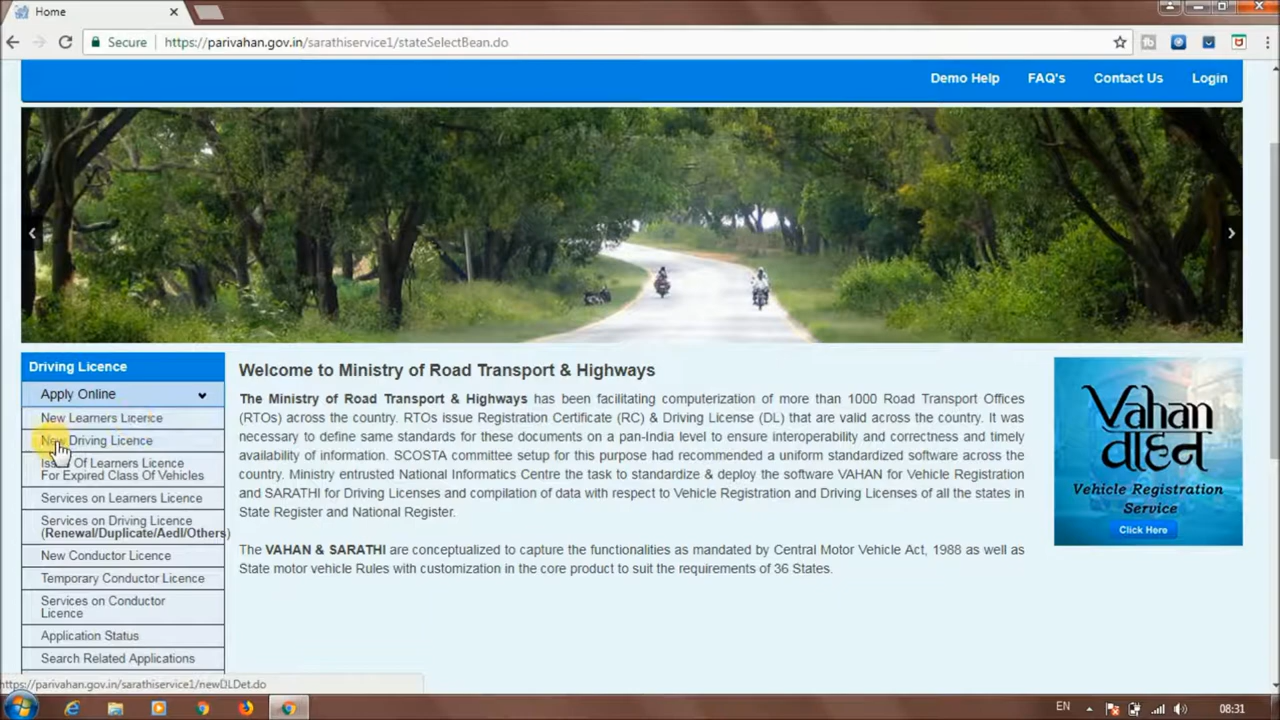 Home
Secure
https://parivahan.gov.in/sarathiservice1/stateSelectBean.do
Demo Help FAQ's Contact Us Login
Driving Licence
Apply Online
New Learners Licence
New Driving Licence
Issue Of Learners Licence
For Expired Class Of Vehicles
Services on Learners Licence
Services on Driving Licence
(Renewal/Duplicate/Aedl/Others)
New Conductor Licence
Temporary Conductor Licence
Services on Conductor
Licence
Application Status
Search Related Applications
Welcome to Ministry of Road Transport & Highways
The Ministry of Road Transport & Highways has been facilitating computerization of more than 1000 Road Transport Offices
(RTOs) across the country. RTOs issue Registration Certificate (RC) & Driving License (DL) that are valid across the country. It was
necessary to define same standards for these documents on a pan-India level to ensure interoperability and correctness and timely
availability of information. SCOSTA committee setup for this purpose had recommended a uniform standardized software across the
country. Ministry entrusted National Informatics Centre the task to standardize & deploy the software VAHAN for Vehicle Registration
and SARATHI for Driving Licenses and compilation of data with respect to Vehicle Registration and Driving Licenses of all the states in
State Register and National Register.
The VAHAN & SARATHI are conceptualized to capture the functionalities as mandated by Central Motor Vehicle Act, 1988 as well as
State motor vehicle Rules with customization in the core product to suit the requirements of 36 States.
Vahan
वाहन
Vehicle Registration
Service
Click Here
https://parivahan.gov.in/sarathiservice1/newDLDet.do
EN
08:31